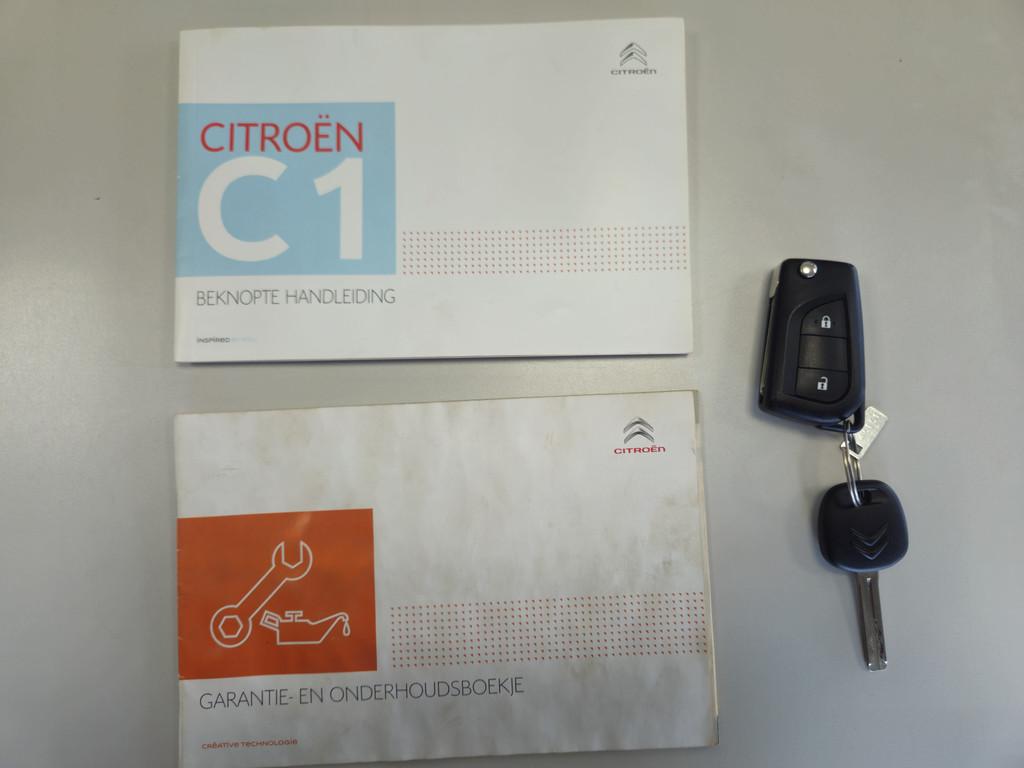 CITROËN
CITROËN
C1
BEKNOPTE HANDLEIDING
INSPIRED
CITROËN
GARANTIE- EN ONDERHOUDSBOEKJE
CRÉATIVE TECHNOLOGIE